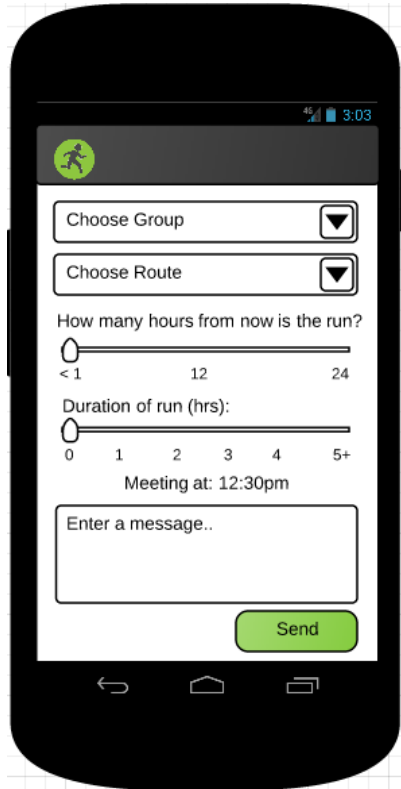 4G 3:03
Choose Group
Choose Route
How many hours from now is the run?
< 1 12 24
Duration of run (hrs):
0 1 2 3 4 5+
Meeting at: 12:30pm
Enter a message..
Send